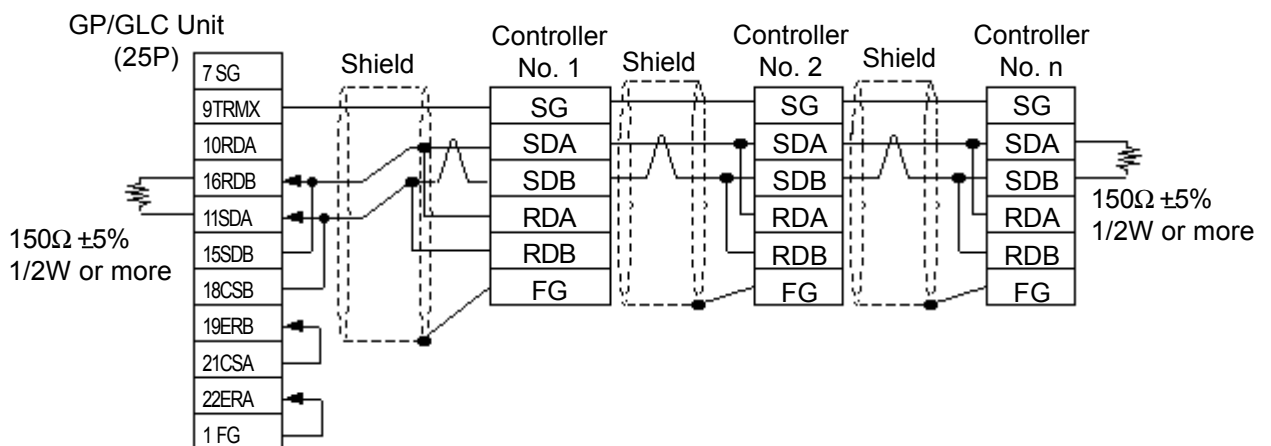 GP/GLC Unit
(25P)
7 SG
9TRMX
10RDA
16RDB
11SDA
15SDB
18CSB
19ERB
21CSA
22ERA
1 FG
150Ω ±5%
1/2W or more
Shield
Controller
No. 1
SG
SDA
SDB
RDA
RDB
FG
Shield
Controller
No. 2
SG
SDA
SDB
RDA
RDB
FG
Shield
Controller
No. n
SG
SDA
SDB
RDA
RDB
FG
150Ω ±5%
1/2W or more